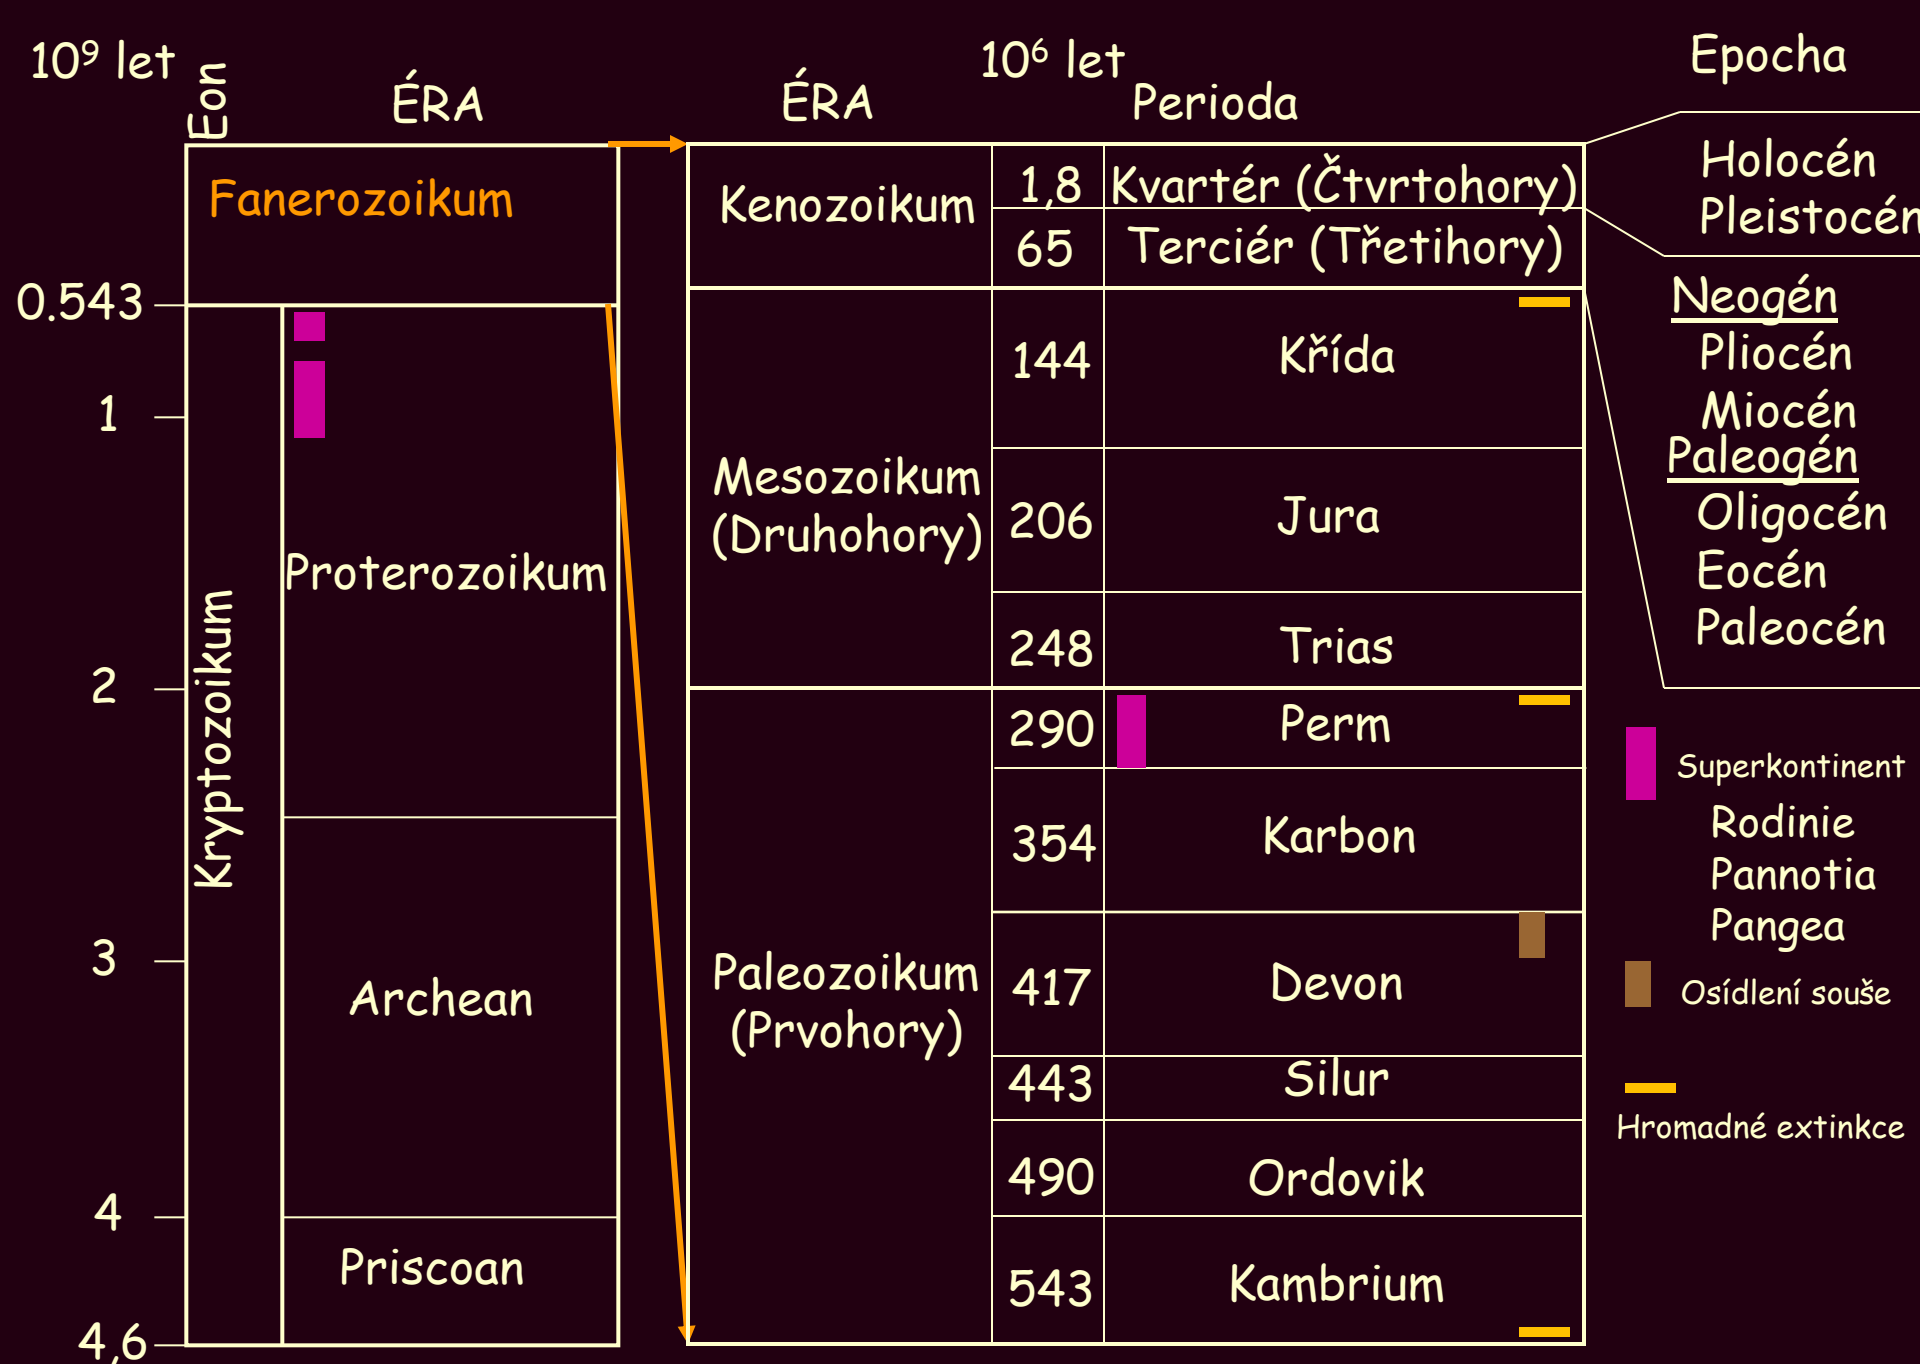 10⁹ let
Eon
ÉRA
ÉRA
10⁶ let
Perioda
Epocha
Fanerozoikum
0.543
1
2
3
4
4,6
Kryptozoikum
Proterozoikum
Archean
Priscoan
Kenozoikum
1,8 Kvartér (Čtvrtohory)
65 Terciér (Třetihory)
Mesozoikum
(Druhohory)
144 Křída
206 Jura
248 Trias
Paleozoikum
(Prvohory)
290 Perm
354 Karbon
417 Devon
443 Silur
490 Ordovik
543 Kambrium
Holocén
Pleistocén
Neogén
Pliocén
Miocén
Paleogén
Oligocén
Eocén
Paleocén
Superkontinent
Rodinie
Pannotia
Pangea
Osídlení souše
Hromadné extinkce